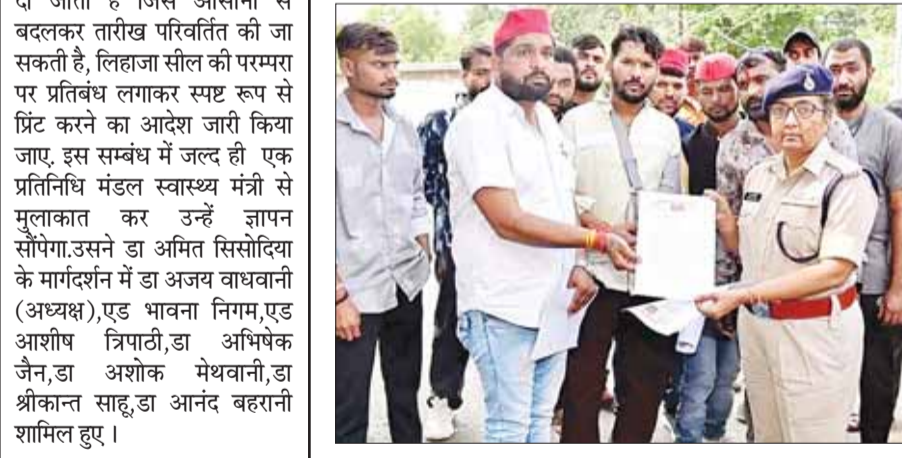 दी जाती है जिसे आसानी से
बदलकर तारीख परिवर्तित की जा
सकती है, लिहाजा सील की परम्परा
पर प्रतिबंध लगाकर स्पष्ट रूप से
प्रिंट करने का आदेश जारी किया
जाए. इस सम्बंध में जल्द ही एक
प्रतिनिधि मंडल स्वास्थ्य मंत्री से
मुलाकात कर उन्हें ज्ञापन
सौंपेगा.उसने डा अमित सिसोदिया
के मार्गदर्शन में डा अजय वाधवानी
(अध्यक्ष),एड भावना निगम,एड
आशीष त्रिपाठी,डा अभिषेक
जैन,डा अशोक मेथवानी,डा
श्रीकान्त साहू,डा आनंद बहरानी
शामिल हुए ।